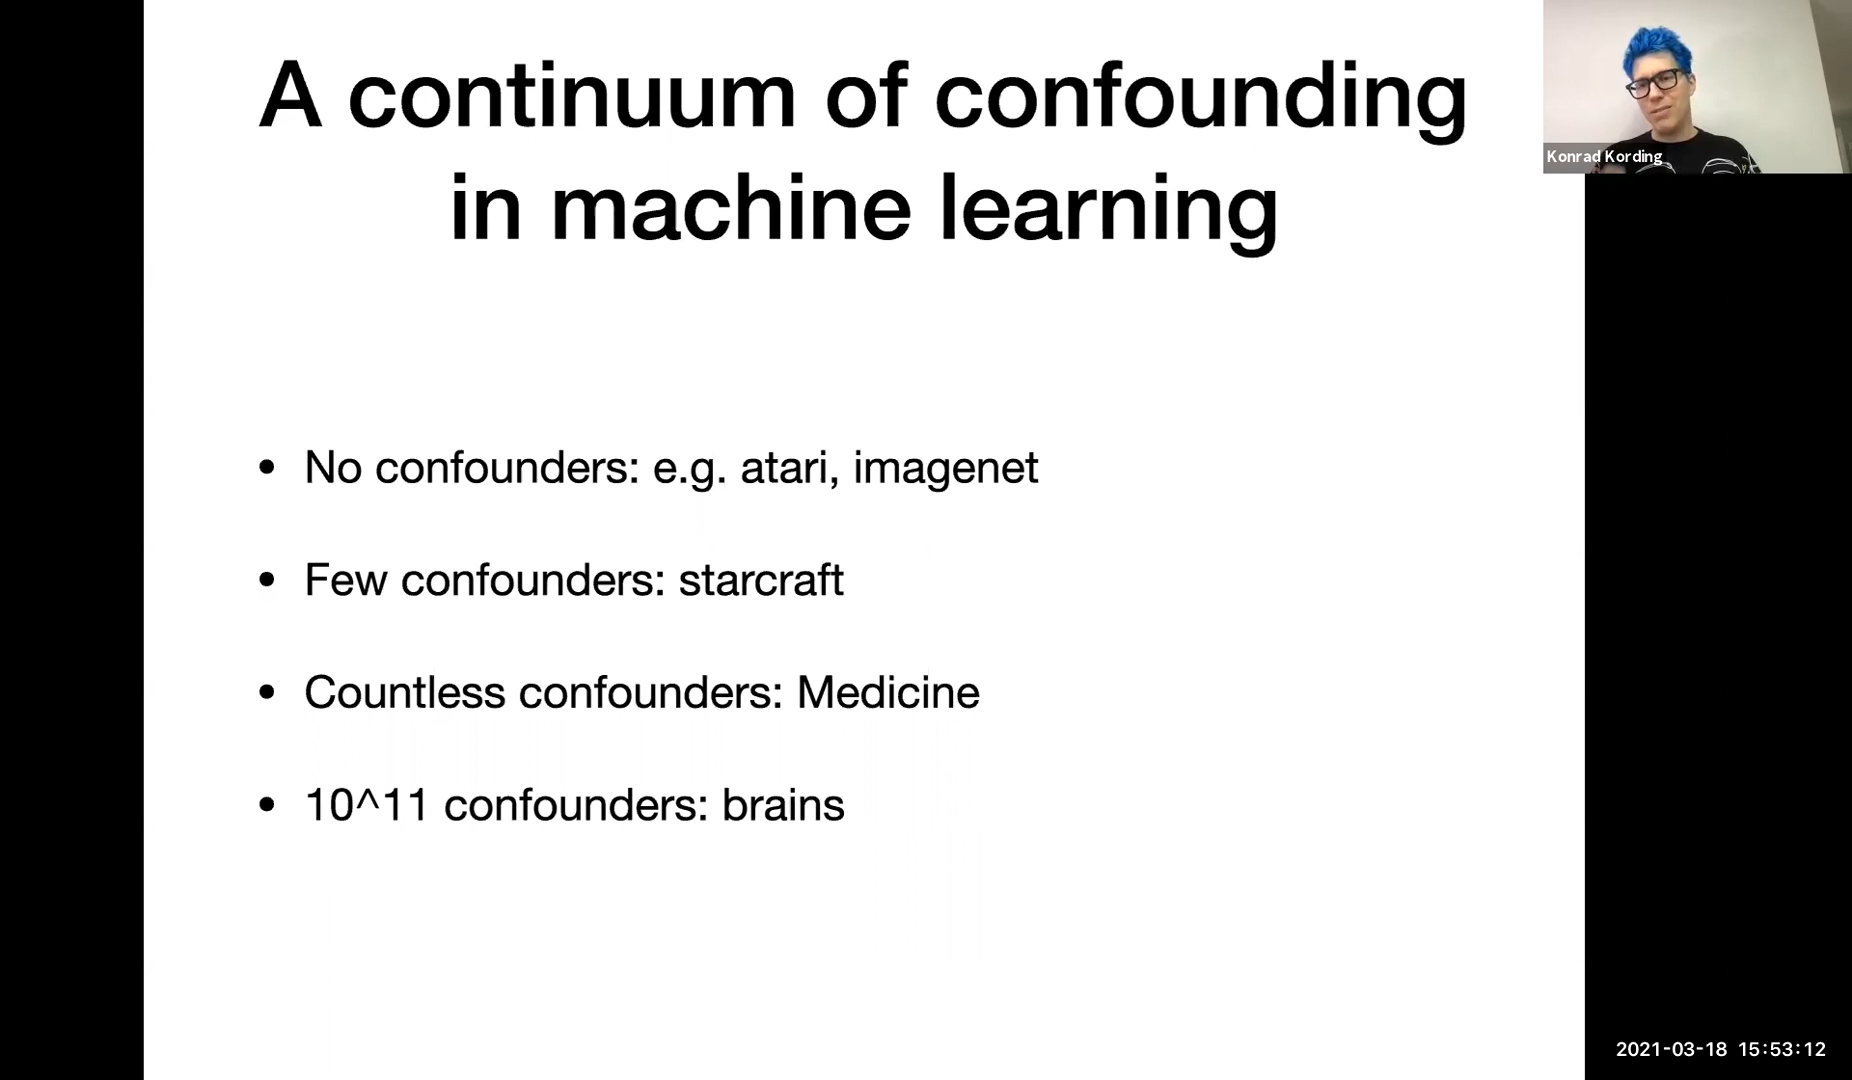 A continuum of confounding
in machine learning
Konrad Kording
• No confounders: e.g. atari, imagenet
• Few confounders: starcraft
• Countless confounders: Medicine
• 10^11 confounders: brains
2021-03-18 15:53:12